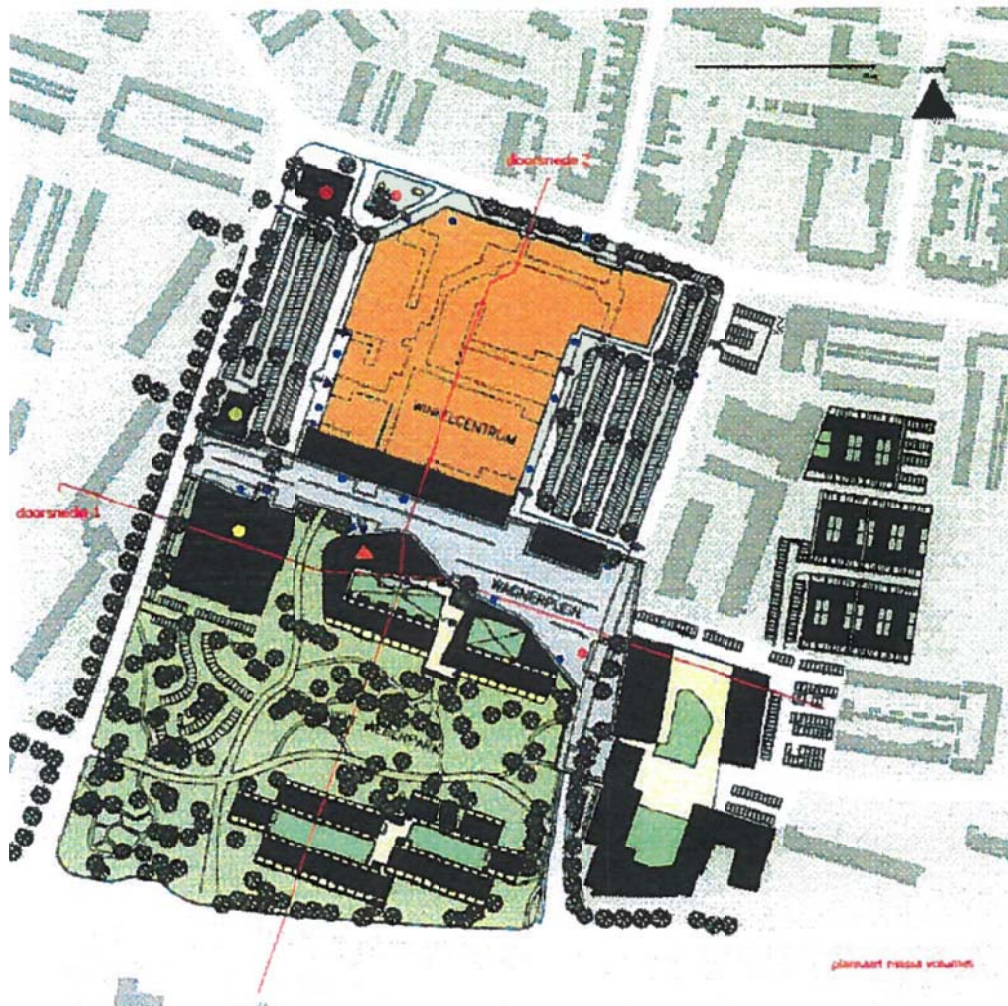 doorsnede 2
WINKELCENTRUM
doorsnede 1
WAGNERPLEIN
plankaart massa volumes